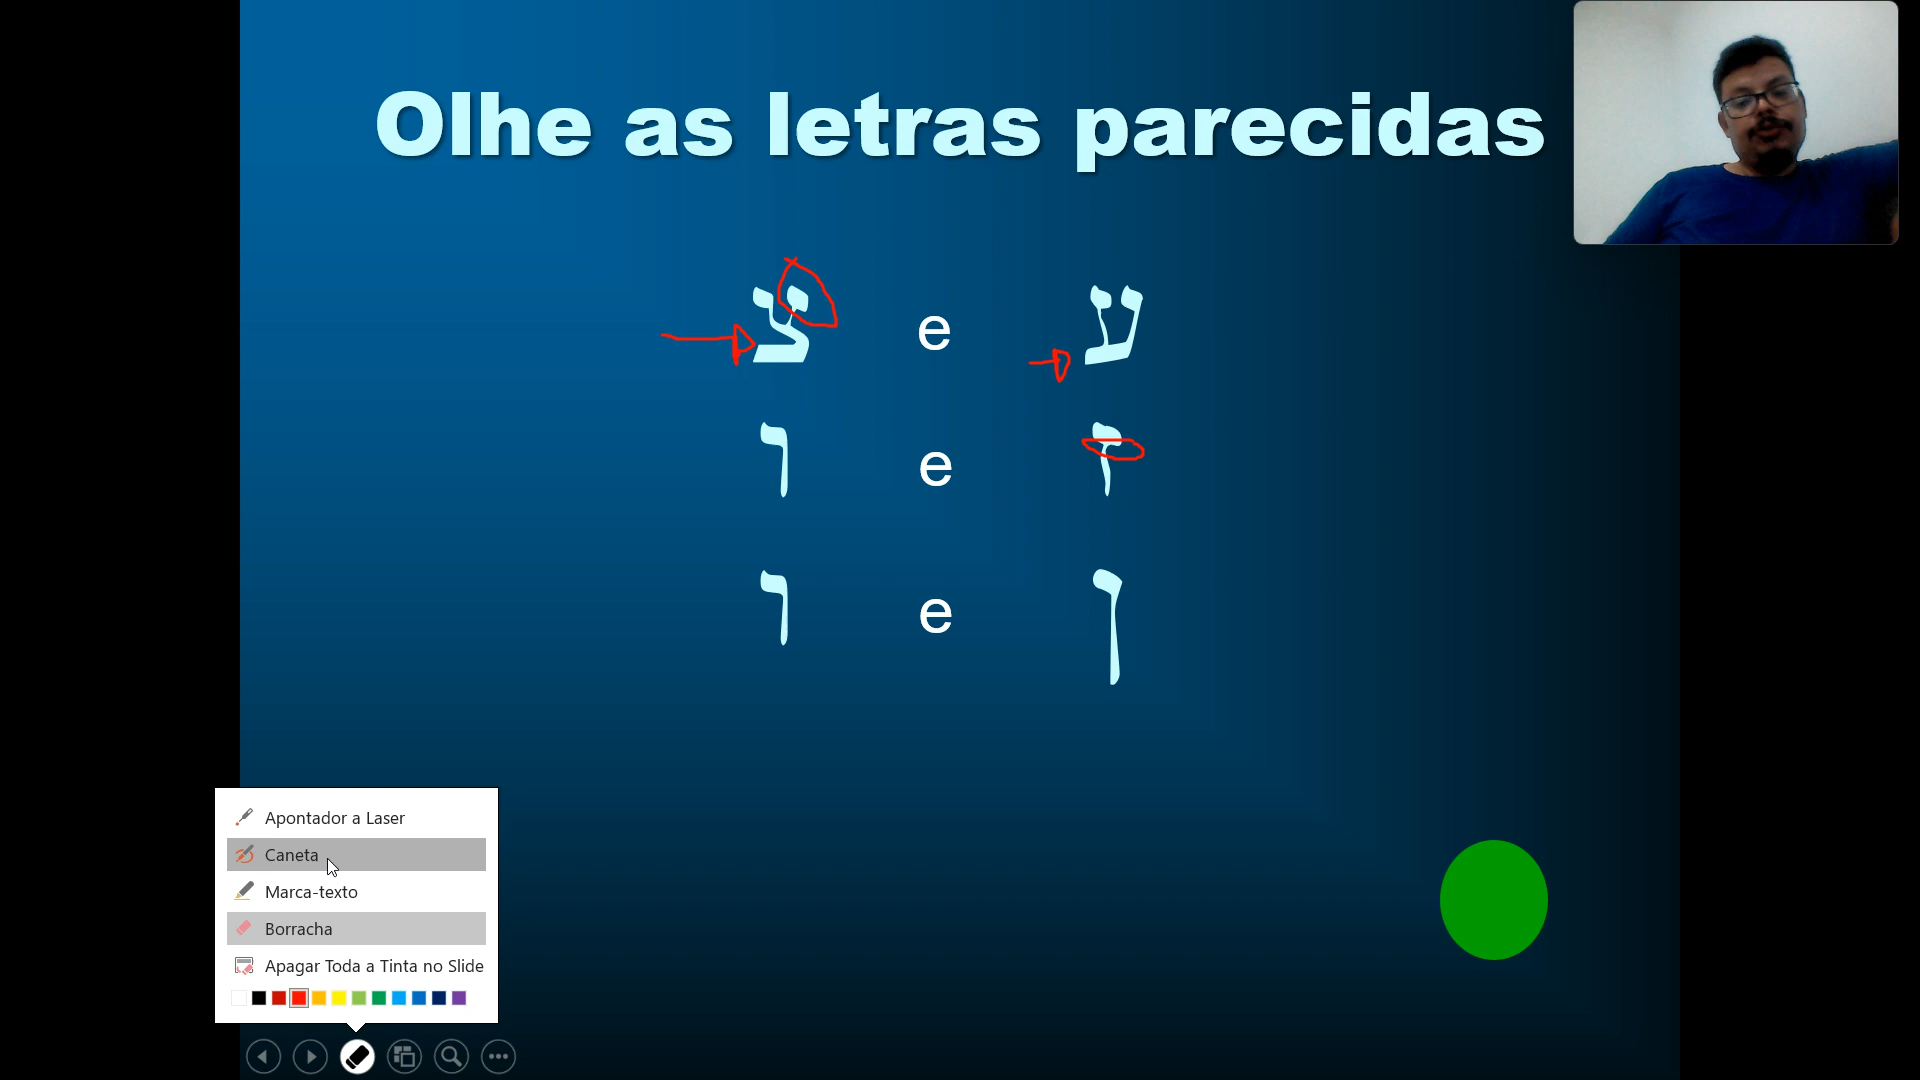 Olhe as letras parecidas
צ e ע
ו e ז
ו e ן
Apontador a Laser
Caneta
Marca-texto
Borracha
Apagar Toda a Tinta no Slide